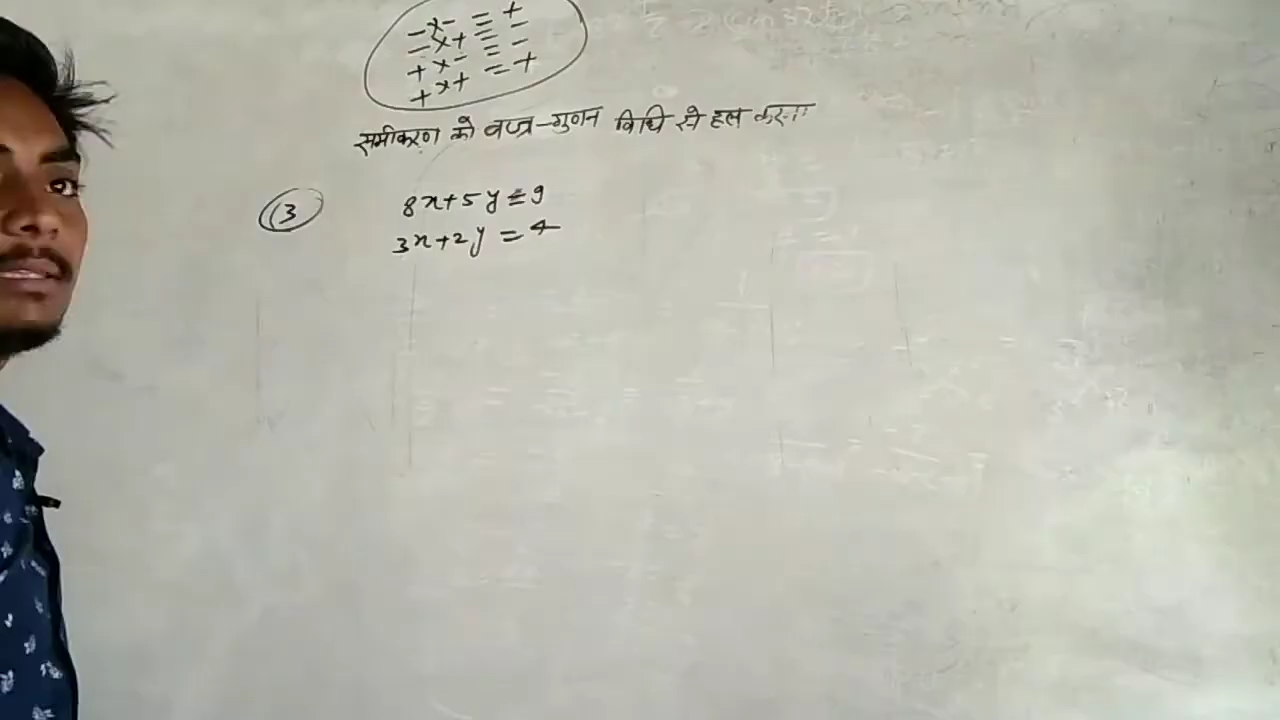 - × - = +
- × + = -
+ × - = -
+ × + = +
समीकरण को वज्र-गुणन विधि से हल करना
(3) 8x+5y=9
3x+2y=4